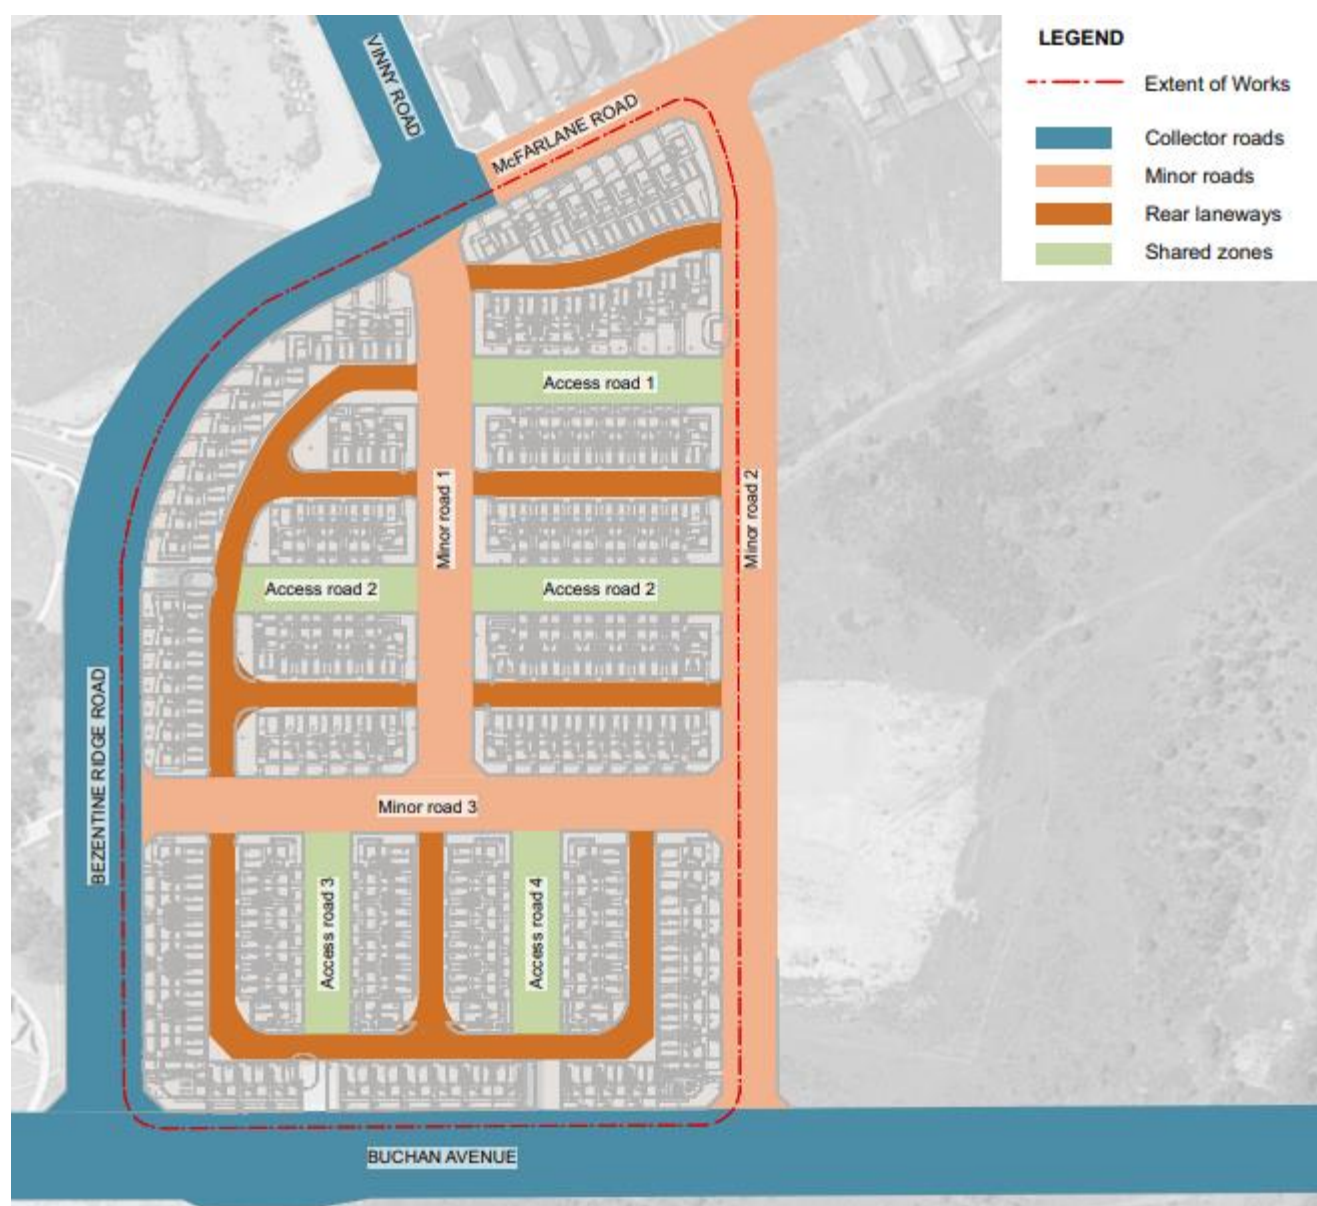 LEGEND
Extent of Works
Collector roads
Minor roads
Rear laneways
Shared zones
VINNY ROAD
McFARLANE ROAD
Access road 1
Minor road 1
Minor road 2
Access road 2
Access road 2
BEZENTINE RIDGE ROAD
Minor road 3
Access road 3
Access road 4
BUCHAN AVENUE